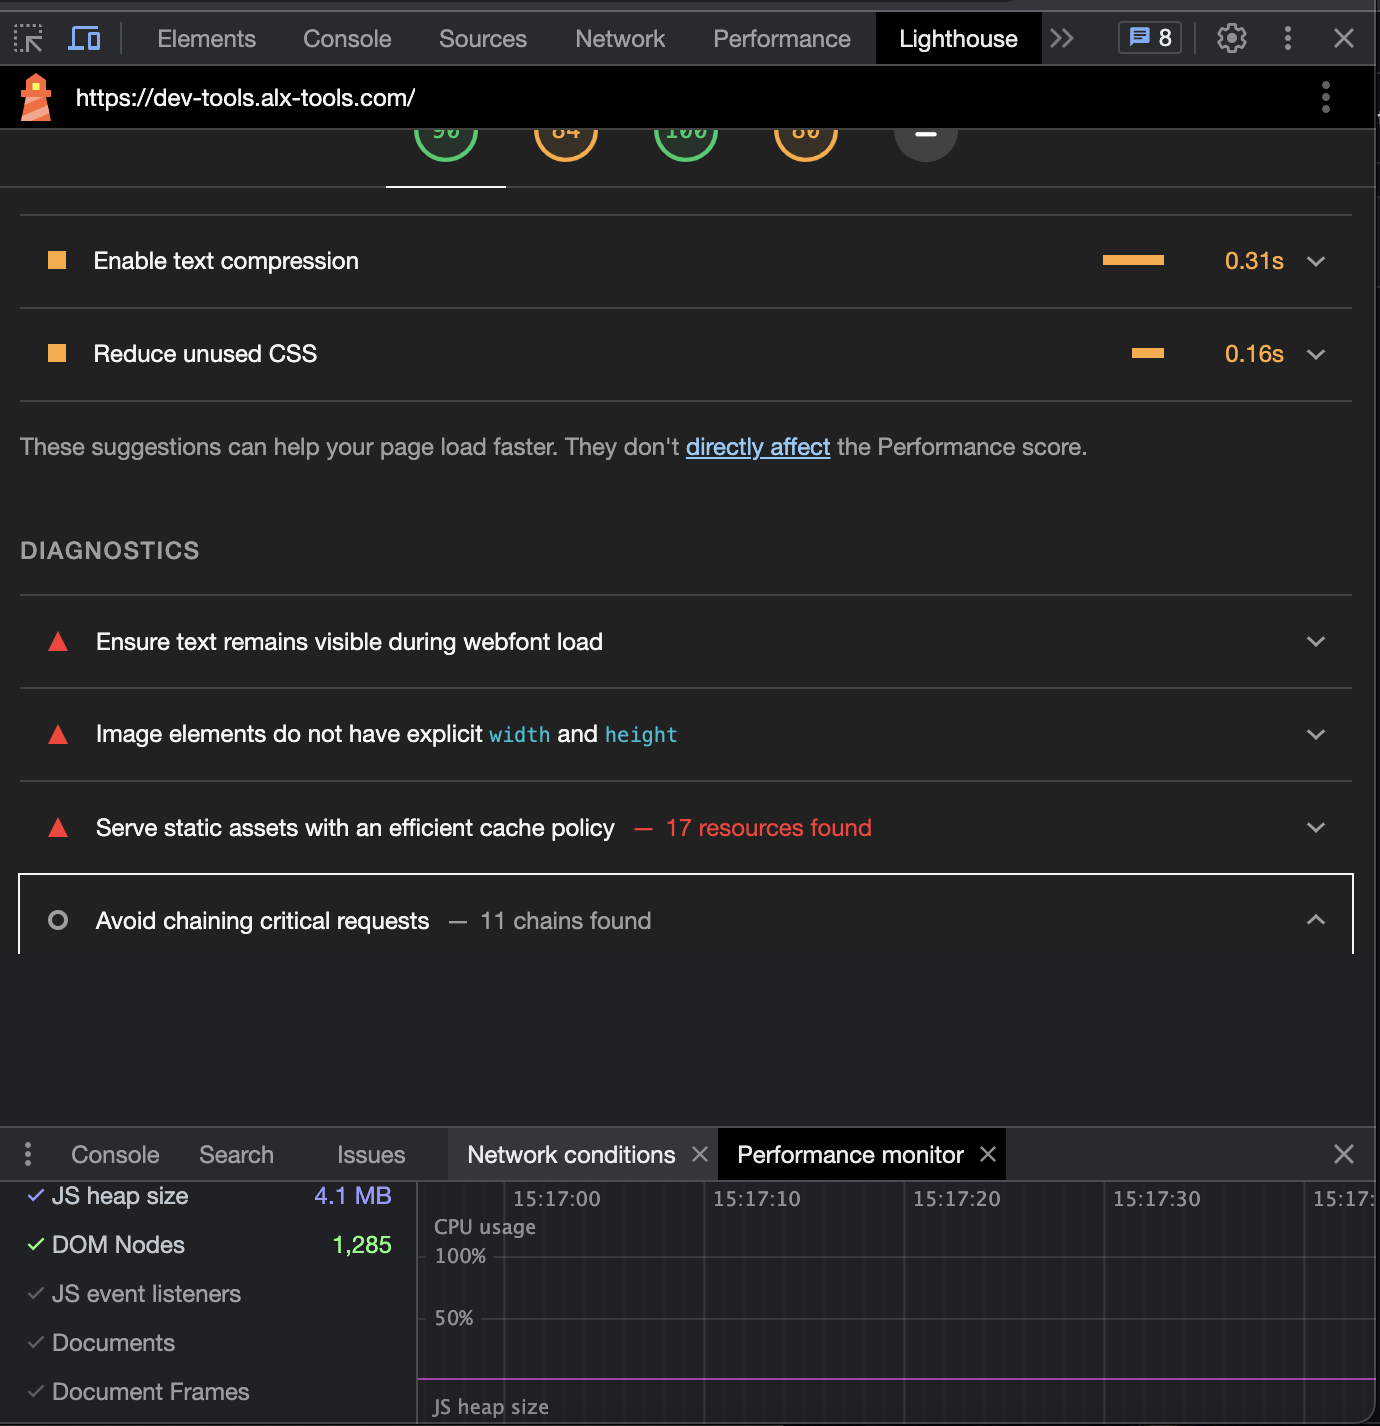 Elements Console Sources Network Performance Lighthouse 8
https://dev-tools.alx-tools.com/
90 84 100 80
Enable text compression 0.31s
Reduce unused CSS 0.16s
These suggestions can help your page load faster. They don't directly affect the Performance score.
DIAGNOSTICS
Ensure text remains visible during webfont load
Image elements do not have explicit width and height
Serve static assets with an efficient cache policy — 17 resources found
Avoid chaining critical requests — 11 chains found
Console Search Issues Network conditions Performance monitor
JS heap size 4.1 MB
DOM Nodes 1,285
JS event listeners
Documents
Document Frames
15:17:00 15:17:10 15:17:20 15:17:30 15:17:
CPU usage
100%
50%
JS heap size